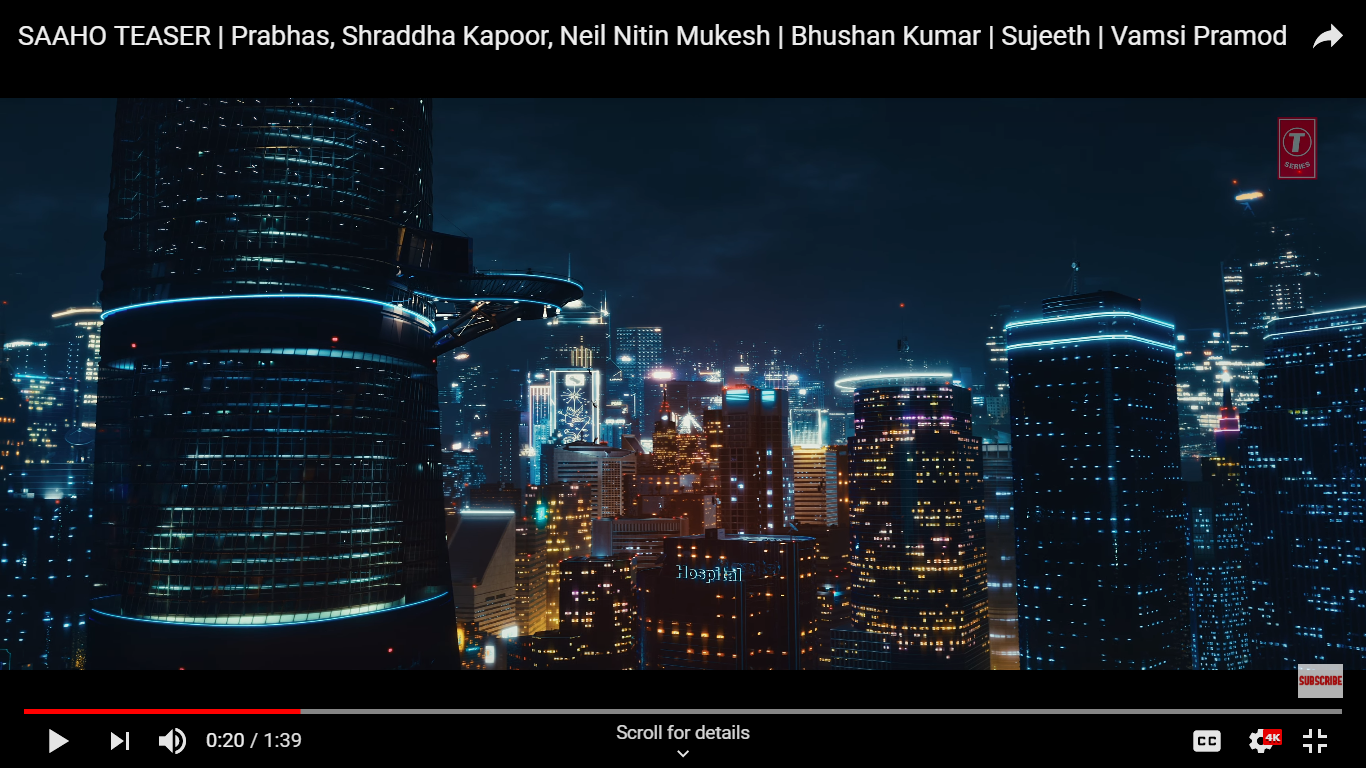 SAAHO TEASER | Prabhas, Shraddha Kapoor, Neil Nitin Mukesh | Bhushan Kumar | Sujeeth | Vamsi Pramod
T
SERIES
Hospital
SUBSCRIBE
0:20 / 1:39
Scroll for details
CC
4K